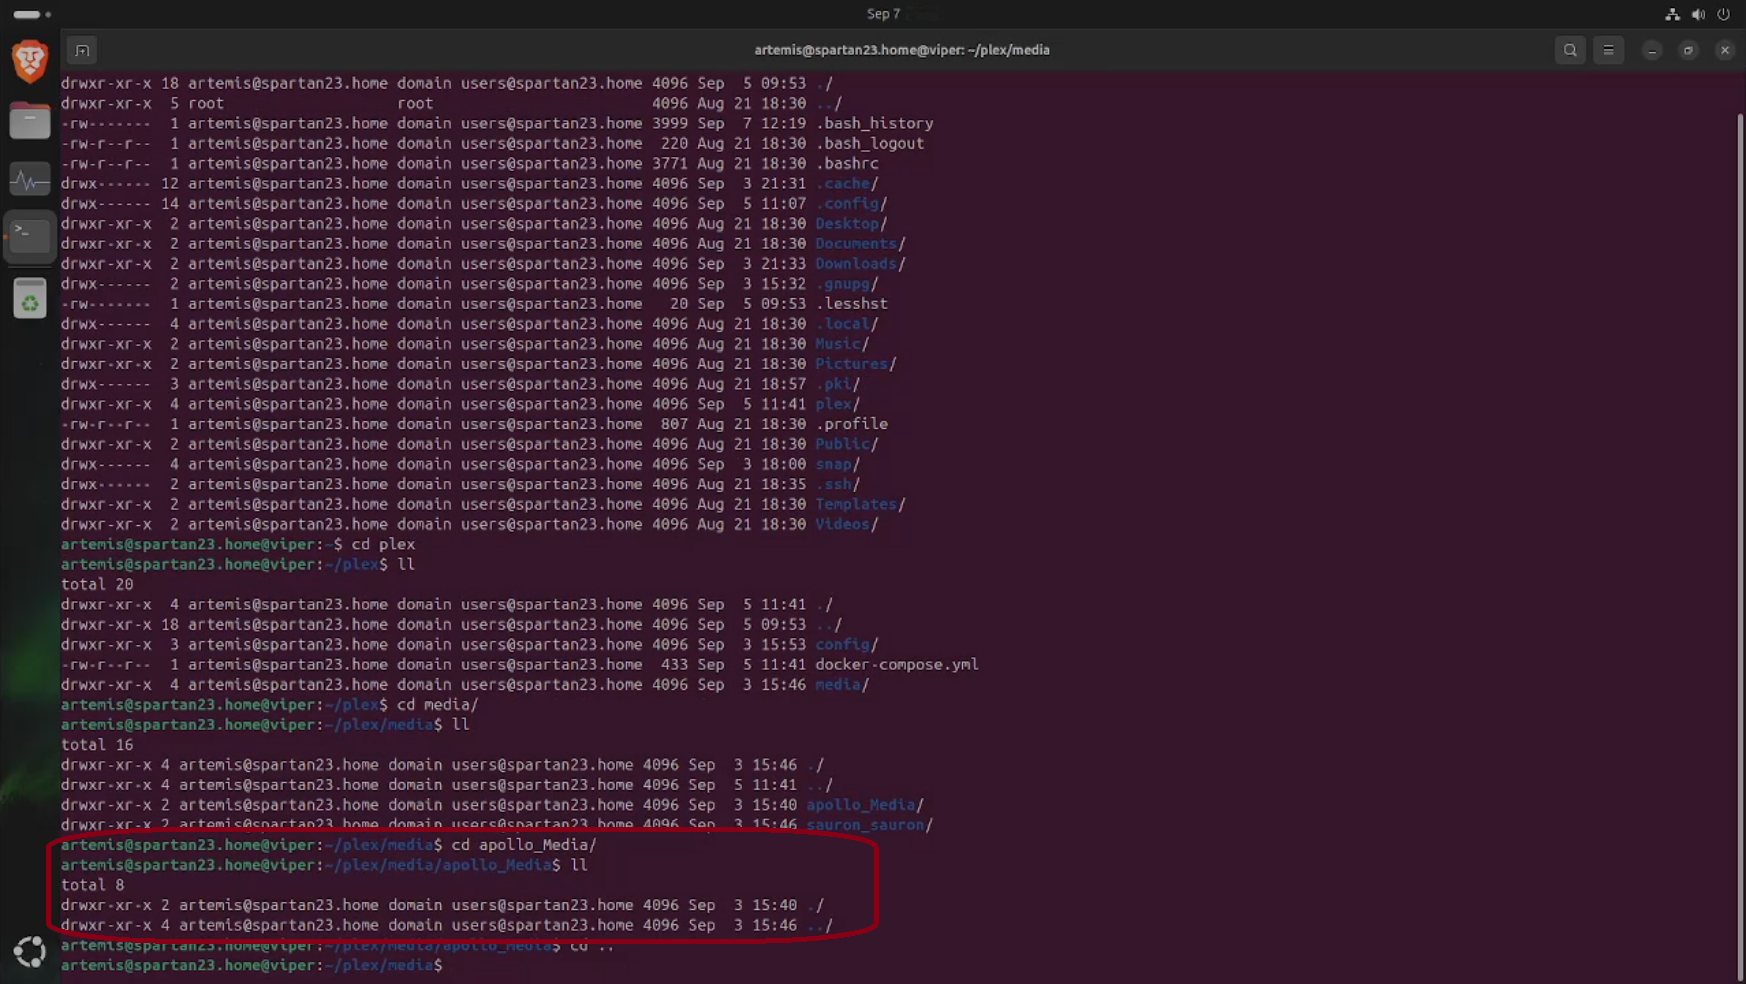 Sep 7
artemis@spartan23.home@viper: ~/plex/media
drwxr-xr-x 18 artemis@spartan23.home domain users@spartan23.home 4096 Sep  5 09:53 ./
drwxr-xr-x  5 root                   root                        4096 Aug 21 18:30 ../
-rw-------  1 artemis@spartan23.home domain users@spartan23.home 3999 Sep  7 12:19 .bash_history
-rw-r--r--  1 artemis@spartan23.home domain users@spartan23.home  220 Aug 21 18:30 .bash_logout
-rw-r--r--  1 artemis@spartan23.home domain users@spartan23.home 3771 Aug 21 18:30 .bashrc
drwx------ 12 artemis@spartan23.home domain users@spartan23.home 4096 Sep  3 21:31 .cache/
drwx------ 14 artemis@spartan23.home domain users@spartan23.home 4096 Sep  5 11:07 .config/
drwxr-xr-x  2 artemis@spartan23.home domain users@spartan23.home 4096 Aug 21 18:30 Desktop/
drwxr-xr-x  2 artemis@spartan23.home domain users@spartan23.home 4096 Aug 21 18:30 Documents/
drwxr-xr-x  2 artemis@spartan23.home domain users@spartan23.home 4096 Sep  3 21:33 Downloads/
drwx------  2 artemis@spartan23.home domain users@spartan23.home 4096 Sep  3 15:32 .gnupg/
-rw-------  1 artemis@spartan23.home domain users@spartan23.home   20 Sep  5 09:53 .lesshst
drwx------  4 artemis@spartan23.home domain users@spartan23.home 4096 Aug 21 18:30 .local/
drwxr-xr-x  2 artemis@spartan23.home domain users@spartan23.home 4096 Aug 21 18:30 Music/
drwxr-xr-x  2 artemis@spartan23.home domain users@spartan23.home 4096 Aug 21 18:30 Pictures/
drwx------  3 artemis@spartan23.home domain users@spartan23.home 4096 Aug 21 18:57 .pki/
drwxr-xr-x  4 artemis@spartan23.home domain users@spartan23.home 4096 Sep  5 11:41 plex/
-rw-r--r--  1 artemis@spartan23.home domain users@spartan23.home  807 Aug 21 18:30 .profile
drwxr-xr-x  2 artemis@spartan23.home domain users@spartan23.home 4096 Aug 21 18:30 Public/
drwx------  4 artemis@spartan23.home domain users@spartan23.home 4096 Sep  3 18:00 snap/
drwx------  2 artemis@spartan23.home domain users@spartan23.home 4096 Aug 21 18:35 .ssh/
drwxr-xr-x  2 artemis@spartan23.home domain users@spartan23.home 4096 Aug 21 18:30 Templates/
drwxr-xr-x  2 artemis@spartan23.home domain users@spartan23.home 4096 Aug 21 18:30 Videos/
artemis@spartan23.home@viper:~$ cd plex
artemis@spartan23.home@viper:~/plex$ ll
total 20
drwxr-xr-x  4 artemis@spartan23.home domain users@spartan23.home 4096 Sep  5 11:41 ./
drwxr-xr-x 18 artemis@spartan23.home domain users@spartan23.home 4096 Sep  5 09:53 ../
drwxr-xr-x  3 artemis@spartan23.home domain users@spartan23.home 4096 Sep  3 15:53 config/
-rw-r--r--  1 artemis@spartan23.home domain users@spartan23.home  433 Sep  5 11:41 docker-compose.yml
drwxr-xr-x  4 artemis@spartan23.home domain users@spartan23.home 4096 Sep  3 15:46 media/
artemis@spartan23.home@viper:~/plex$ cd media/
artemis@spartan23.home@viper:~/plex/media$ ll
total 16
drwxr-xr-x 4 artemis@spartan23.home domain users@spartan23.home 4096 Sep  3 15:46 ./
drwxr-xr-x 4 artemis@spartan23.home domain users@spartan23.home 4096 Sep  5 11:41 ../
drwxr-xr-x 2 artemis@spartan23.home domain users@spartan23.home 4096 Sep  3 15:40 apollo_Media/
drwxr-xr-x 2 artemis@spartan23.home domain users@spartan23.home 4096 Sep  3 15:46 sauron_sauron/
artemis@spartan23.home@viper:~/plex/media$ cd apollo_Media/
artemis@spartan23.home@viper:~/plex/media/apollo_Media$ ll
total 8
drwxr-xr-x 2 artemis@spartan23.home domain users@spartan23.home 4096 Sep  3 15:40 ./
drwxr-xr-x 4 artemis@spartan23.home domain users@spartan23.home 4096 Sep  3 15:46 ../
artemis@spartan23.home@viper:~/plex/media/apollo_Media$ cd ..
artemis@spartan23.home@viper:~/plex/media$